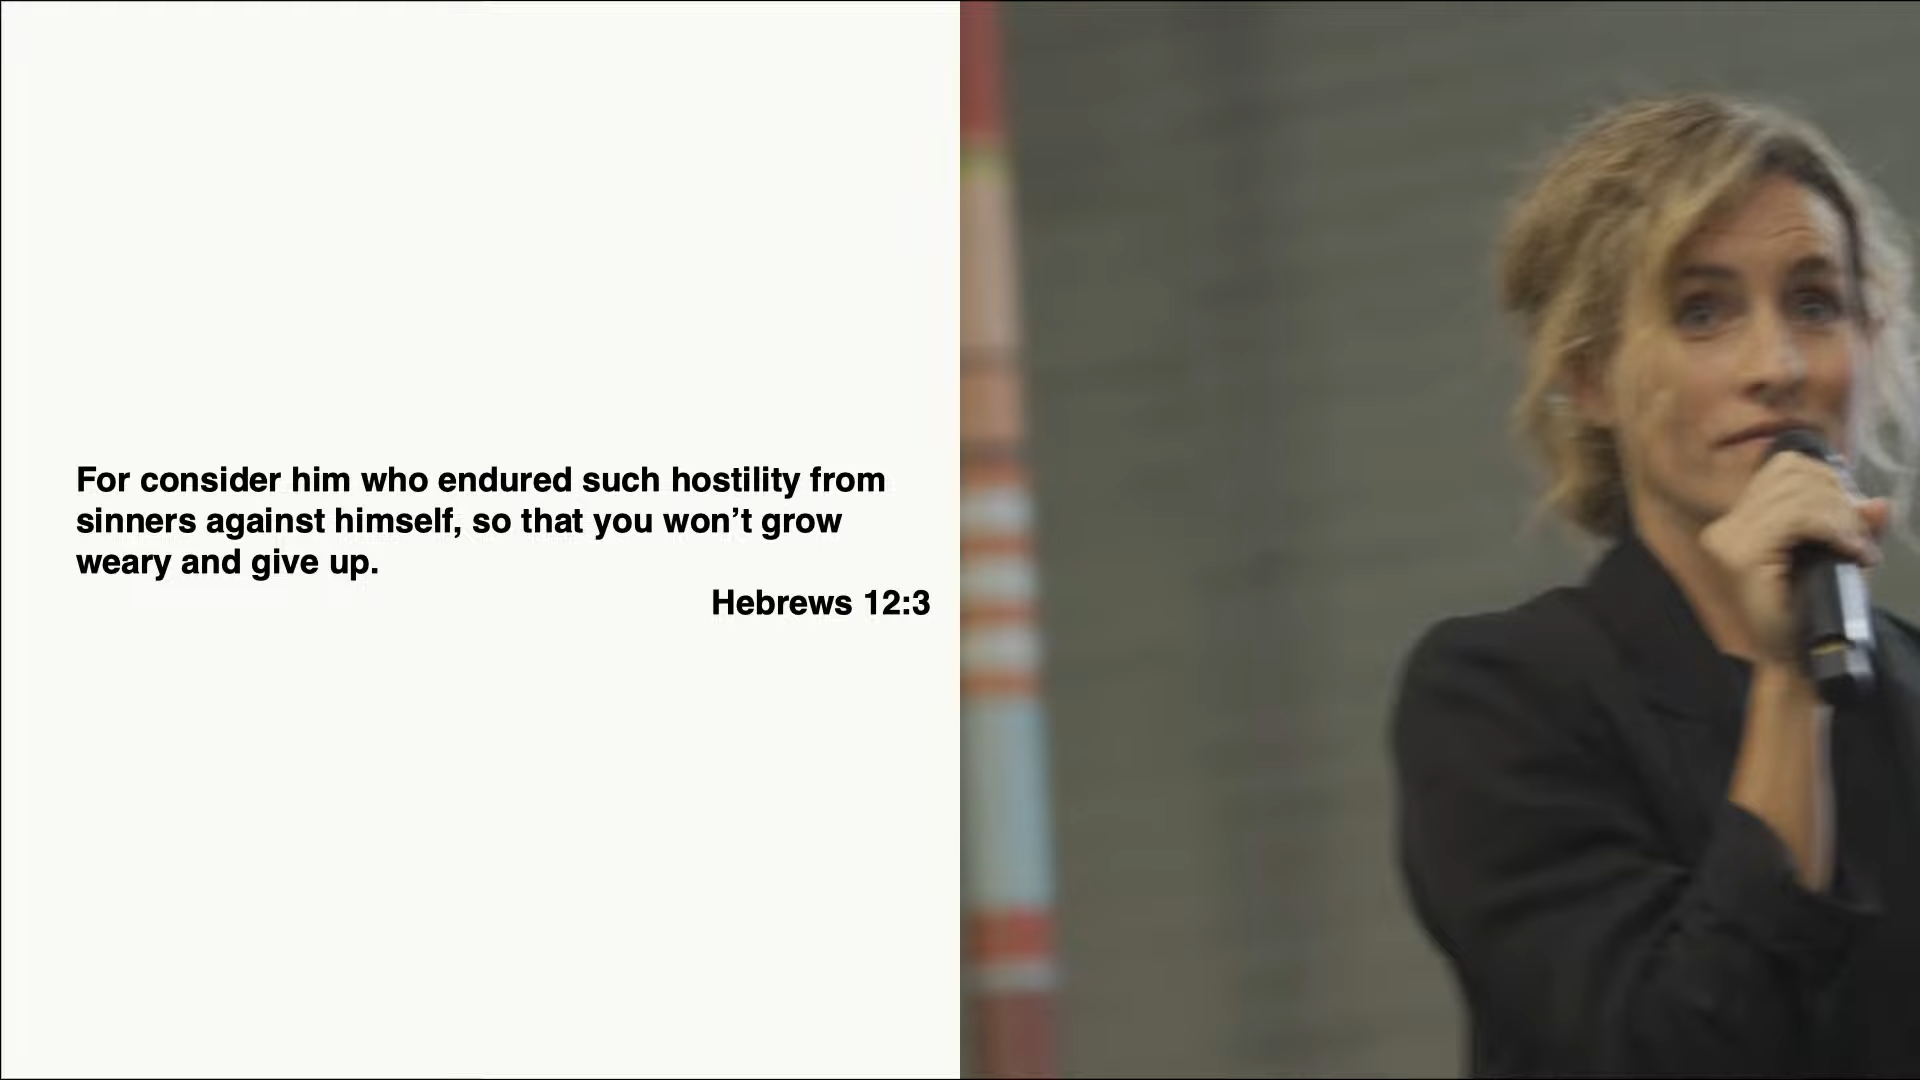 For consider him who endured such hostility from
sinners against himself, so that you won’t grow
weary and give up.
Hebrews 12:3